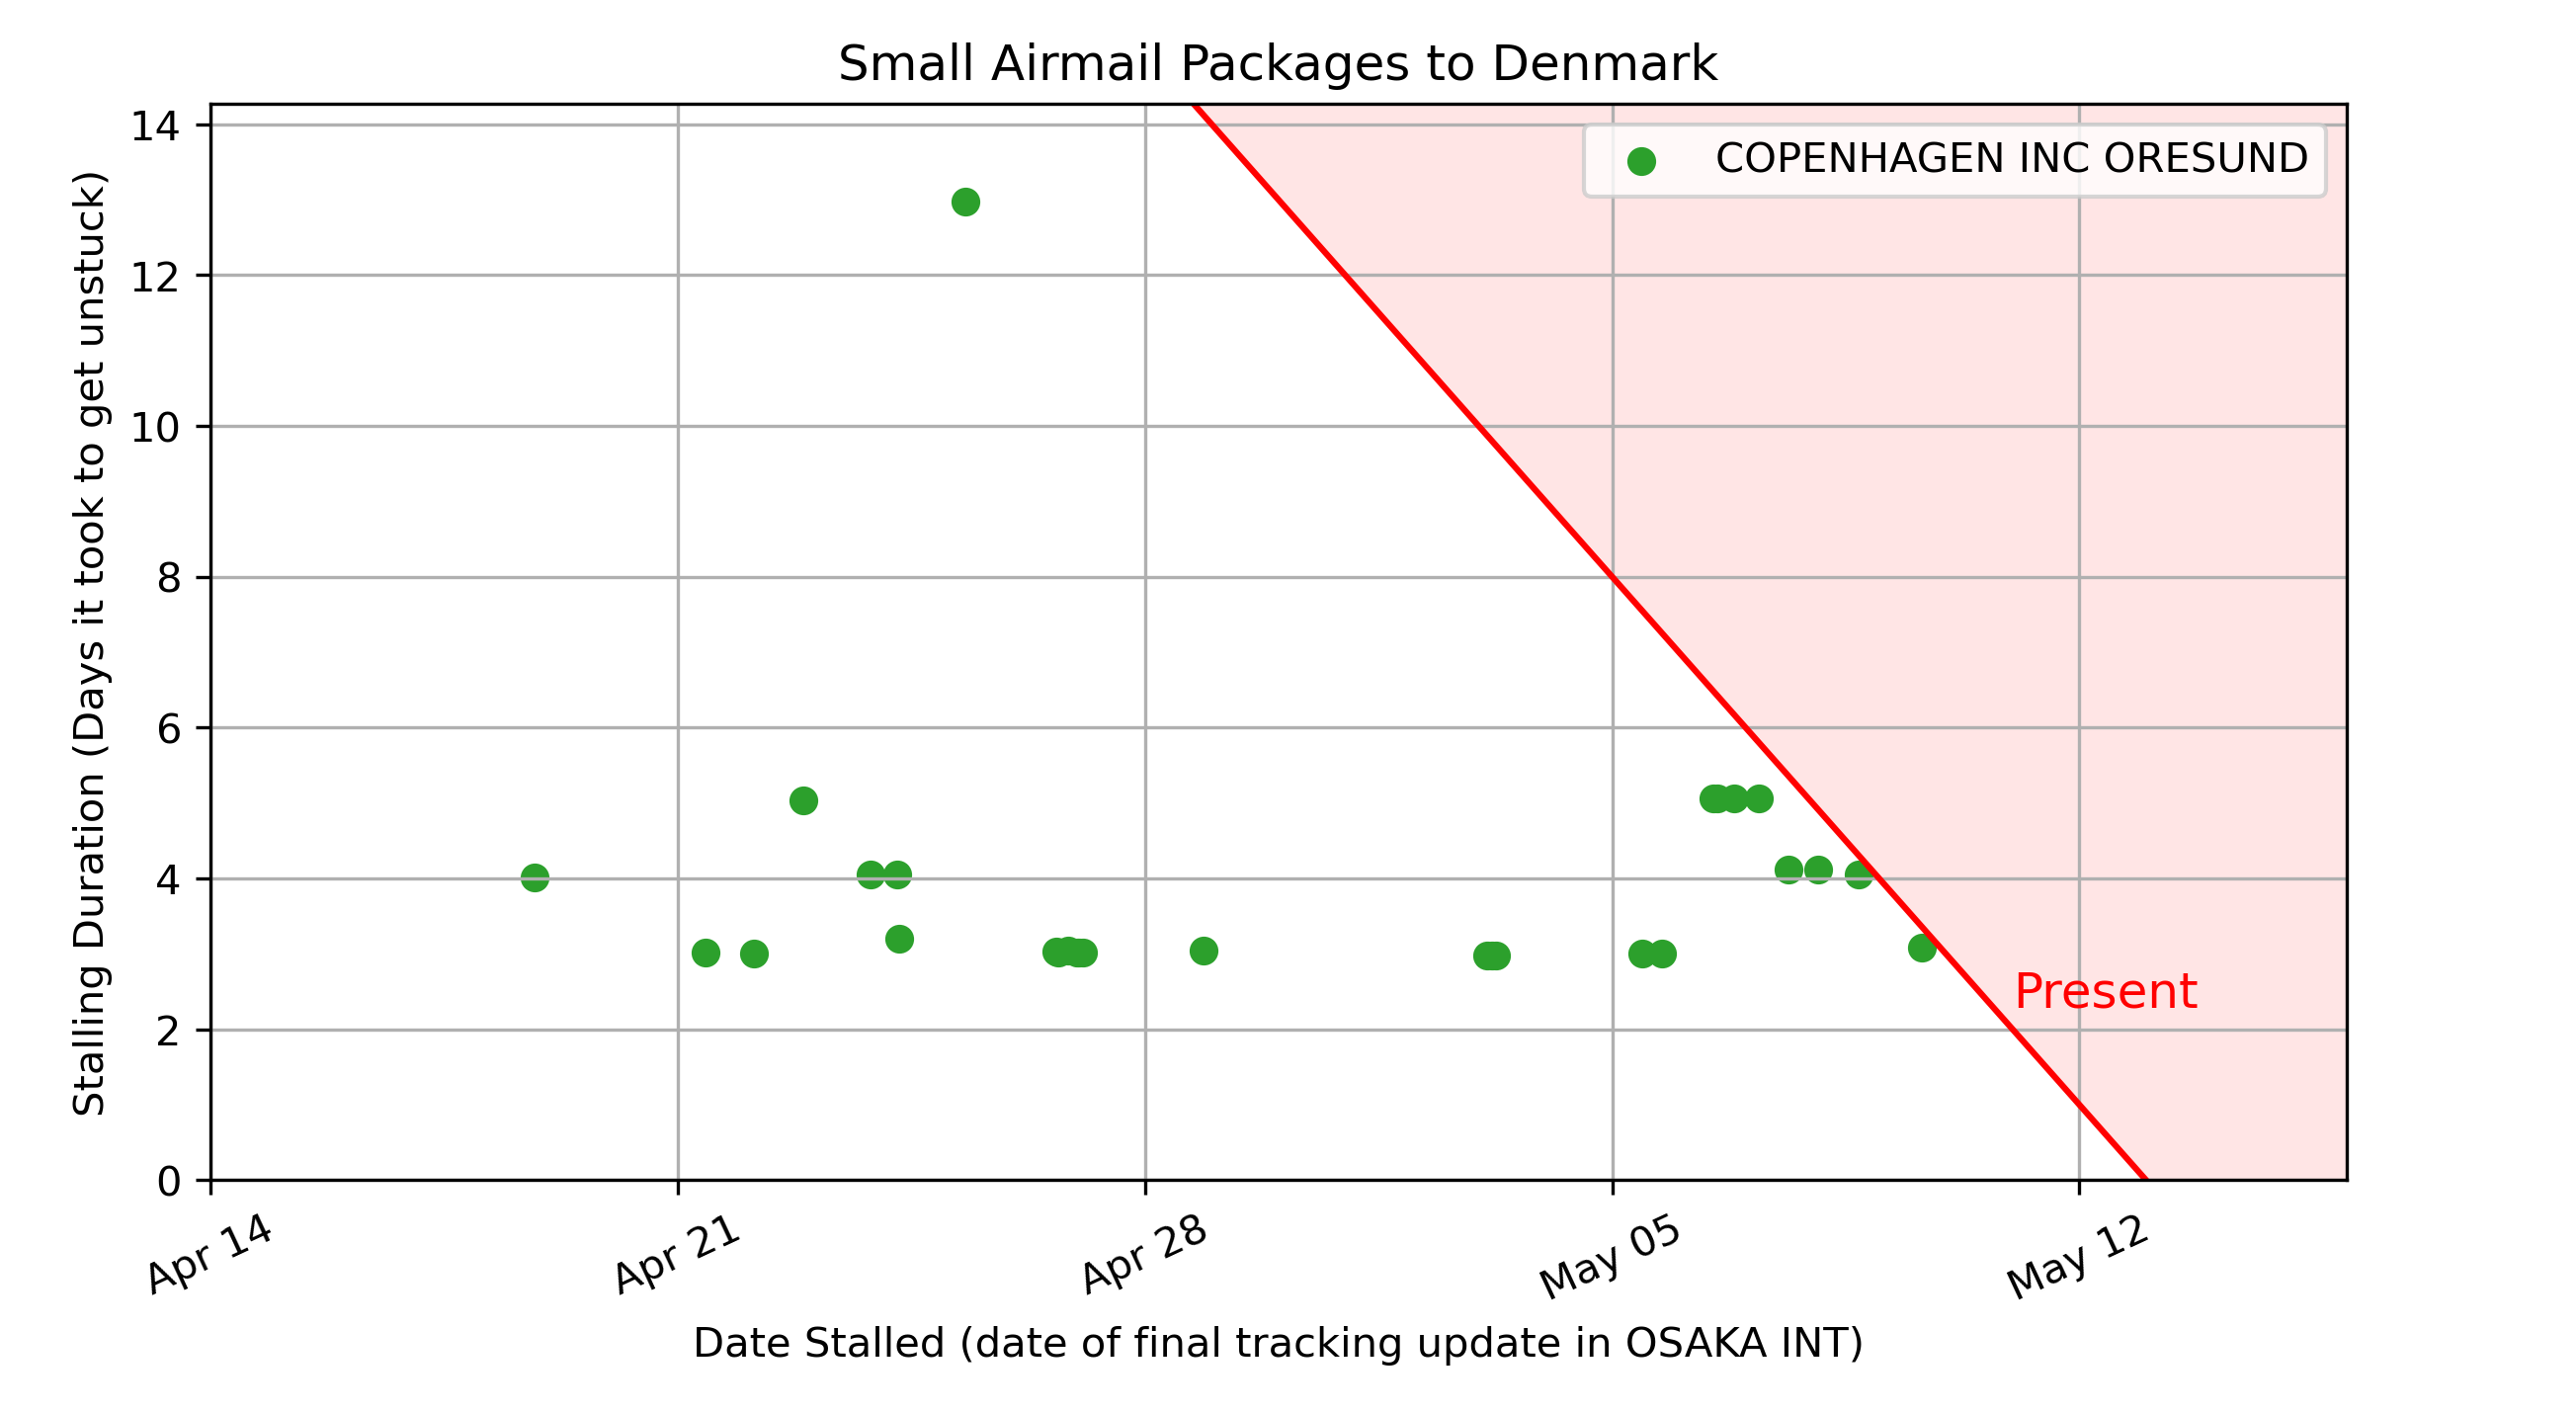 Small Airmail Packages to Denmark
Stalling Duration (Days it took to get unstuck)
14
12
10
8
6
4
2
0
COPENHAGEN INC ORESUND
Present
Apr 14
Apr 21
Apr 28
May 05
May 12
Date Stalled (date of final tracking update in OSAKA INT)